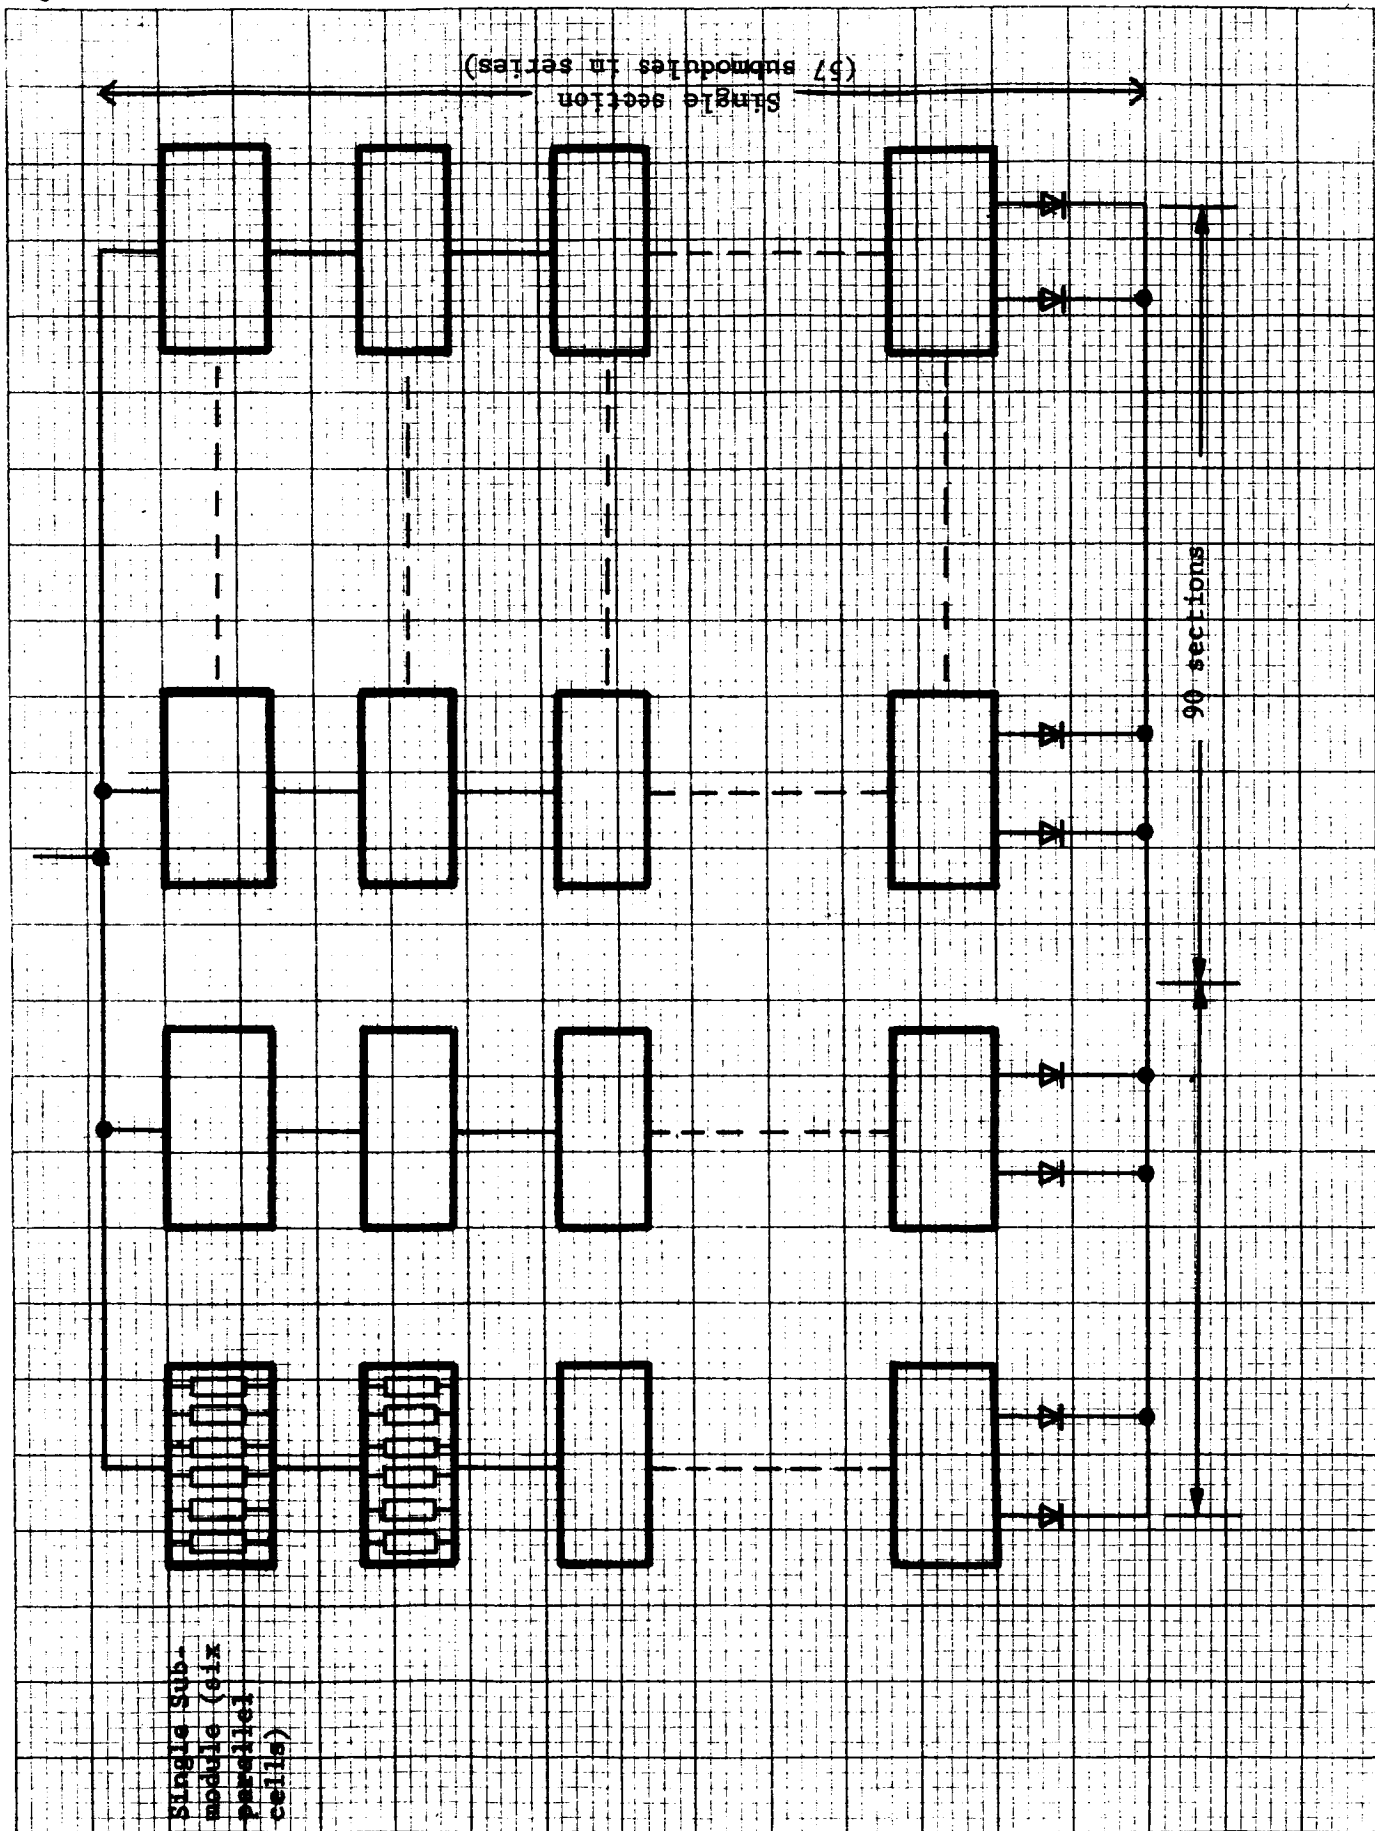 Single section
(57 submodules in series)
90 sections
Single Sub-
module (six
parallel
cells)